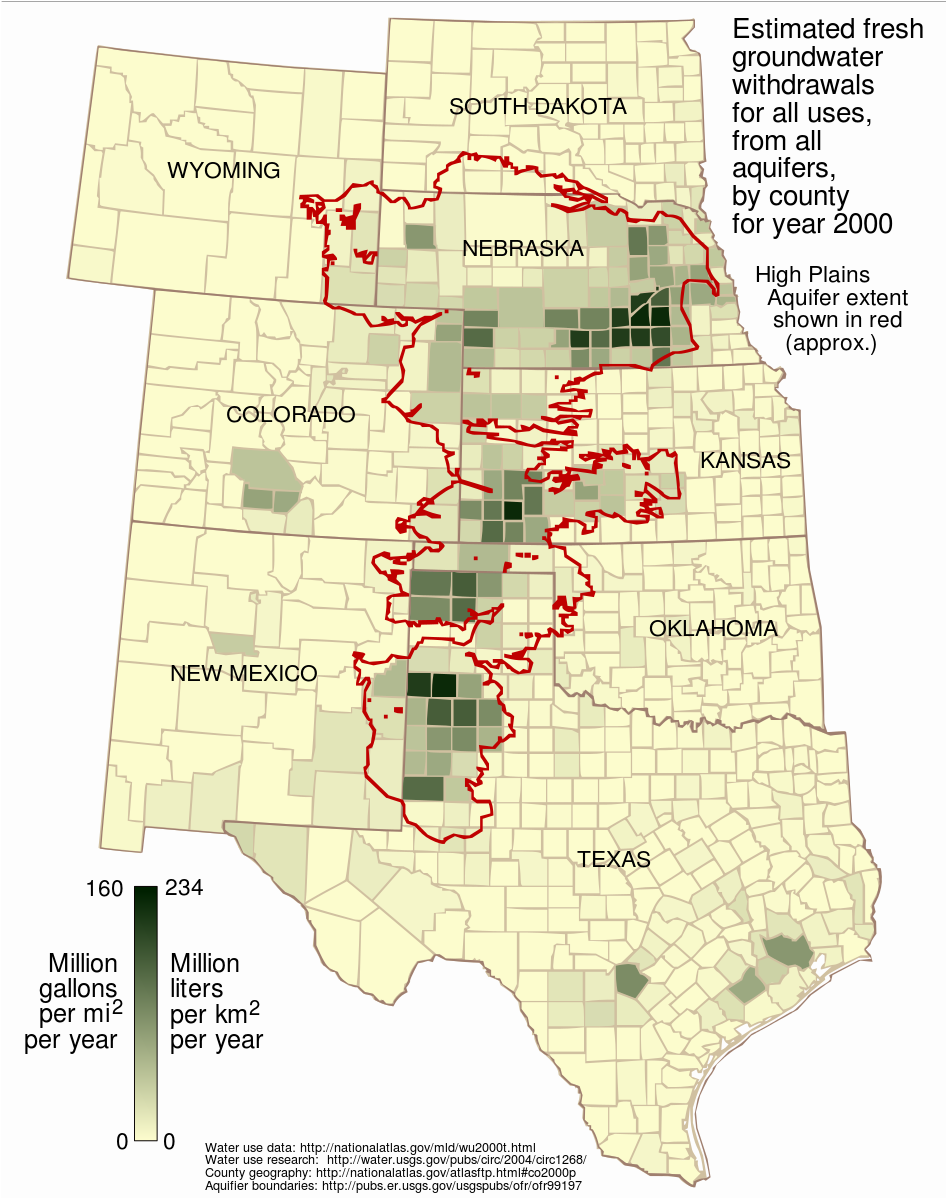 Estimated fresh
groundwater
withdrawals
for all uses,
from all
aquifers,
by county
for year 2000
High Plains
Aquifer extent
shown in red
(approx.)
SOUTH DAKOTA
WYOMING
NEBRASKA
COLORADO
KANSAS
OKLAHOMA
NEW MEXICO
TEXAS
160 234
Million
gallons
per mi²
per year
Million
liters
per km²
per year
0 0
Water use data: http://nationalatlas.gov/mld/wu2000t.html
Water use research: http://water.usgs.gov/pubs/circ/2004/circ1268/
County geography: http://nationalatlas.gov/atlasftp.html#co2000p
Aquifier boundaries: http://pubs.er.usgs.gov/usgspubs/ofr/ofr99197